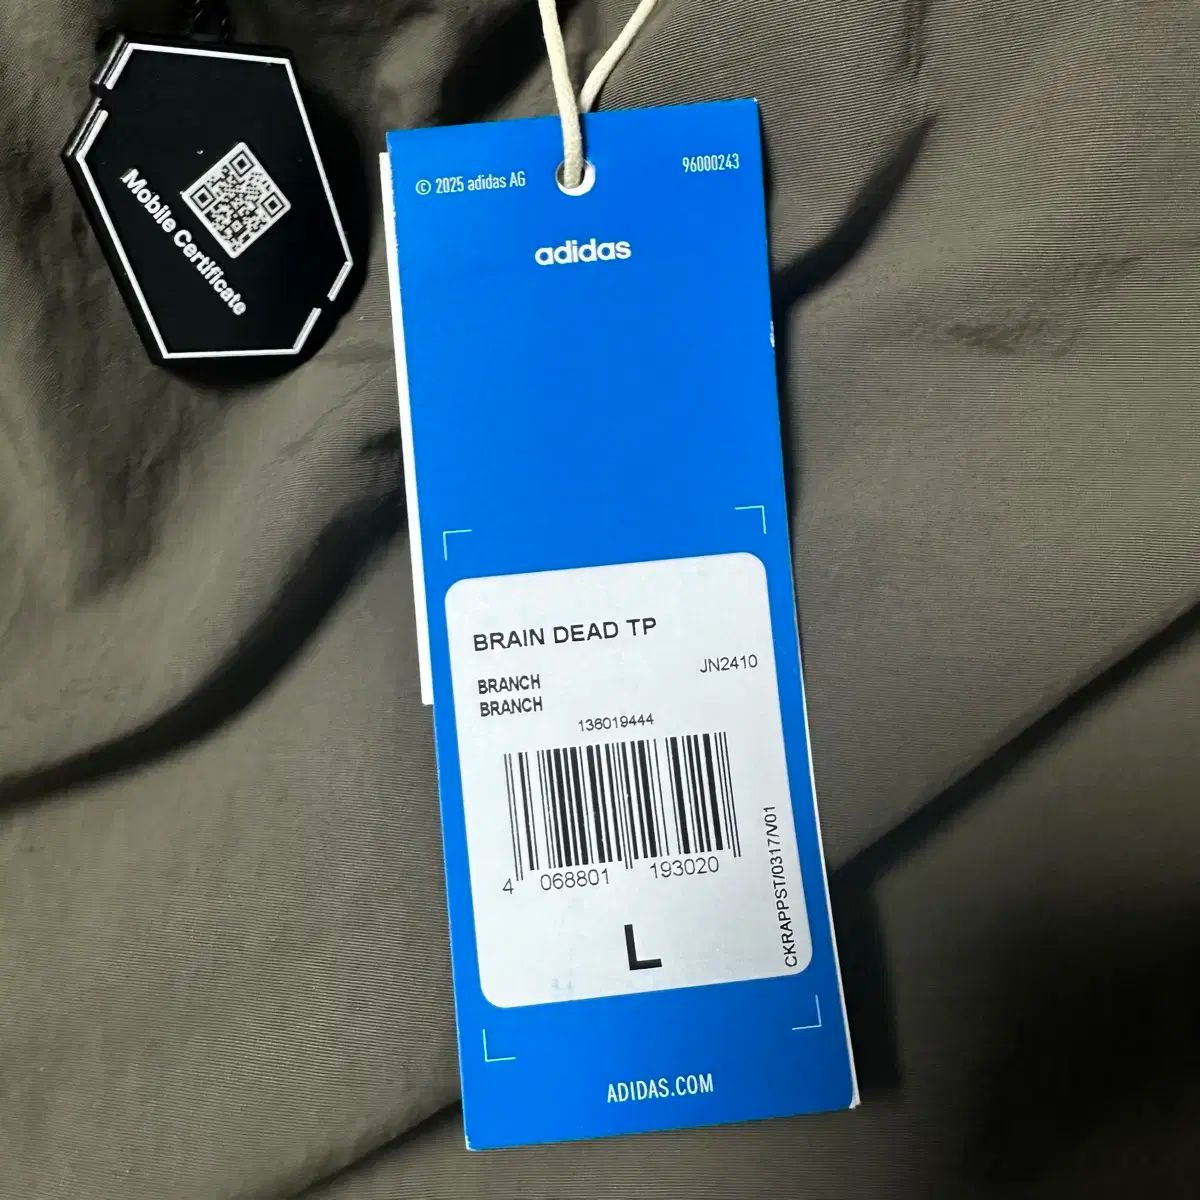 Mobile Certificate
© 2025 adidas AG
96000243
adidas
BRAIN DEAD TP
JN2410
BRANCH
BRANCH
136019444
4 068801 193020
CKRAPPST/0317/V01
L
ADIDAS.COM